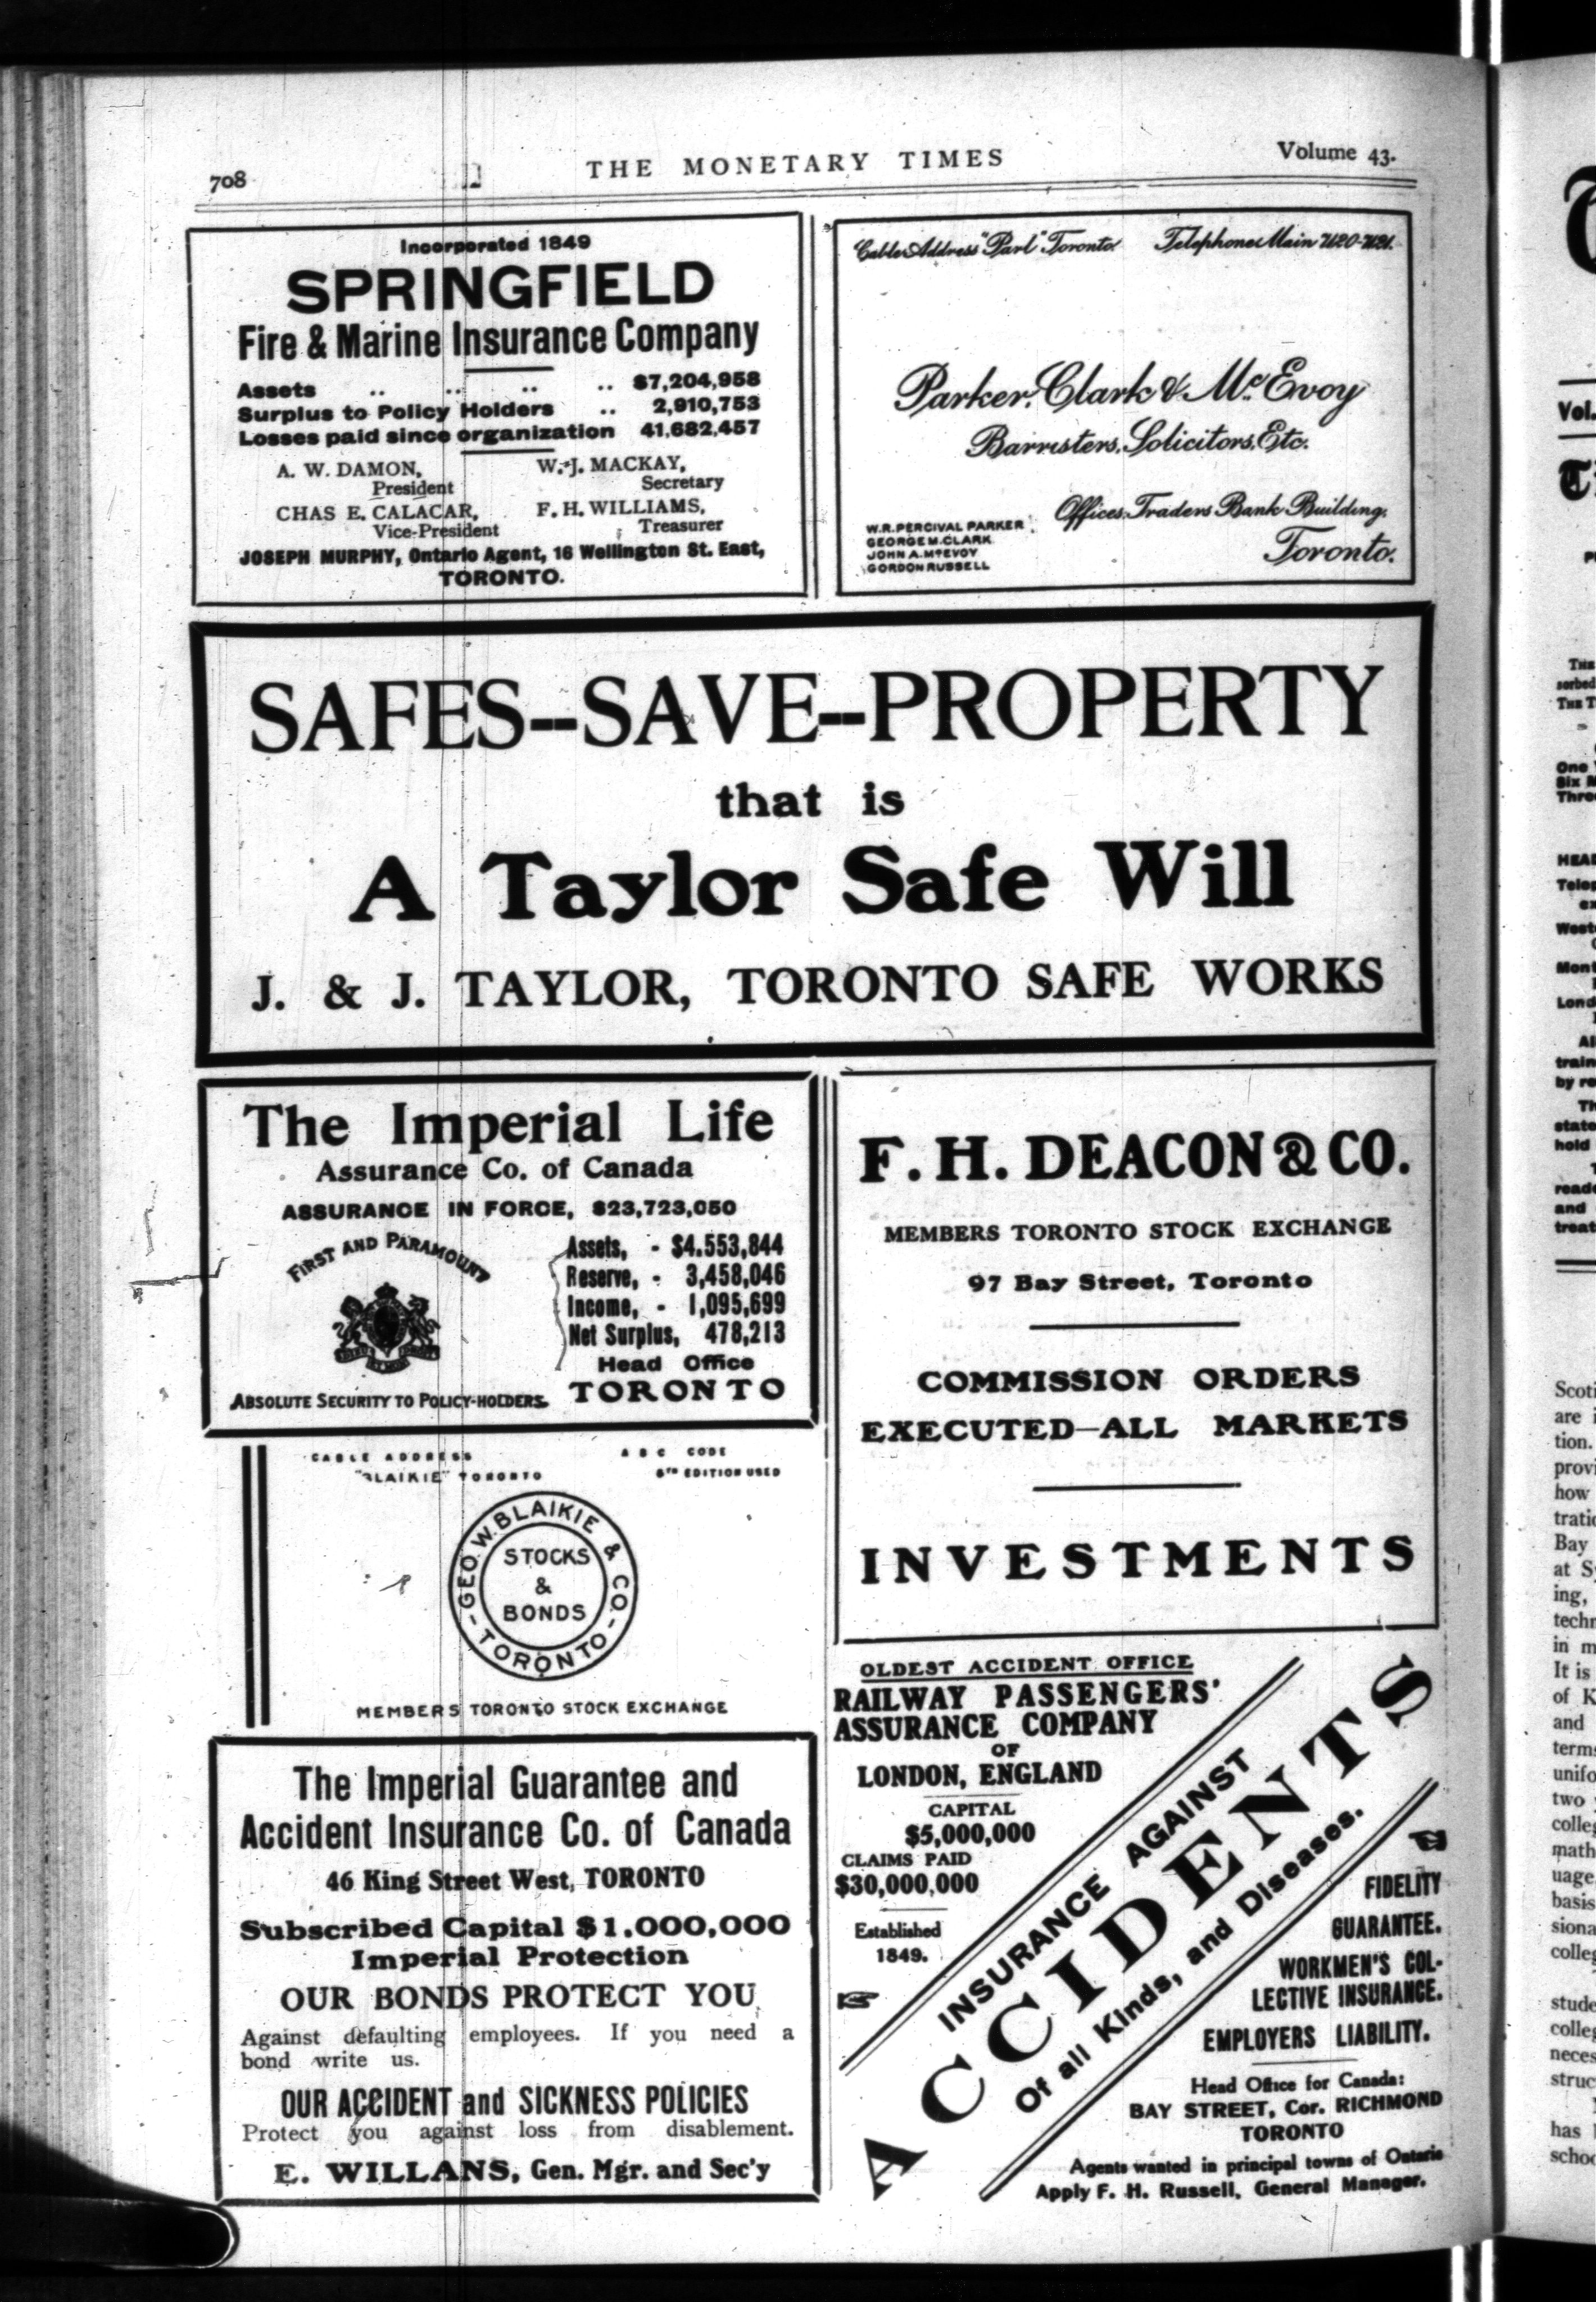 708
THE MONETARY TIMES
Volume 43.
Incorporated 1849
SPRINGFIELD
Fire & Marine Insurance Company
Assets .. .. .. .. $7,204,958
Surplus to Policy Holders .. 2,910,753
Losses paid since organization 41,682,457
A. W. DAMON,
President
W. J. MACKAY,
Secretary
CHAS E. CALACAR,
Vice-President
F. H. WILLIAMS,
Treasurer
JOSEPH MURPHY, Ontario Agent, 16 Wellington St. East,
TORONTO.
Cable Address "Parl" Toronto. Telephones Main 7120-7121.
Parker, Clark & McEvoy
Barristers, Solicitors, Etc.
Offices, Traders Bank Building,
Toronto.
W. R. PERCIVAL PARKER
GEORGE M. CLARK
JOHN A. McEVOY
GORDON RUSSELL
SAFES--SAVE--PROPERTY
that is
A Taylor Safe Will
J. & J. TAYLOR, TORONTO SAFE WORKS
The Imperial Life
Assurance Co. of Canada
ASSURANCE IN FORCE, $23,723,050
FIRST AND PARAMOUNT
Assets, - $4.553,844
Reserve, - 3,458,046
Income, - 1,095,699
Net Surplus, 478,213
Head Office
TORONTO
ABSOLUTE SECURITY TO POLICY-HOLDERS.
F. H. DEACON & CO.
MEMBERS TORONTO STOCK EXCHANGE
97 Bay Street, Toronto
COMMISSION ORDERS
EXECUTED—ALL MARKETS
INVESTMENTS
CABLE ADDRESS
"BLAIKIE" TORONTO
A B C CODE
5TH EDITION USED
GEO. W. BLAIKIE & CO.
- TORONTO -
STOCKS
&
BONDS
MEMBERS TORONTO STOCK EXCHANGE
The Imperial Guarantee and
Accident Insurance Co. of Canada
46 King Street West, TORONTO
Subscribed Capital $1.000,000
Imperial Protection
OUR BONDS PROTECT YOU
Against defaulting employees. If you need a
bond write us.
OUR ACCIDENT and SICKNESS POLICIES
Protect you against loss from disablement.
E. WILLANS, Gen. Mgr. and Sec'y
OLDEST ACCIDENT OFFICE
RAILWAY PASSENGERS'
ASSURANCE COMPANY
OF
LONDON, ENGLAND
CAPITAL
$5,000,000
CLAIMS PAID
$30,000,000
Established
1849.
INSURANCE AGAINST
ACCIDENTS
Of all Kinds, and Diseases.
FIDELITY
GUARANTEE.
WORKMEN'S COL-
LECTIVE INSURANCE.
EMPLOYERS LIABILITY.
Head Office for Canada:
BAY STREET, Cor. RICHMOND
TORONTO
Agents wanted in principal towns of Ontario
Apply F. H. Russell, General Manager.